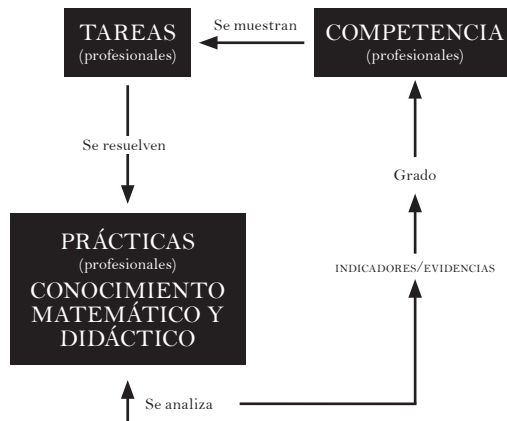 TAREAS
(profesionales)
Se muestran
COMPETENCIA
(profesionales)
Se resuelven
Grado
PRÁCTICAS
(profesionales)
CONOCIMIENTO
MATEMÁTICO Y
DIDÁCTICO
INDICADORES/EVIDENCIAS
Se analiza